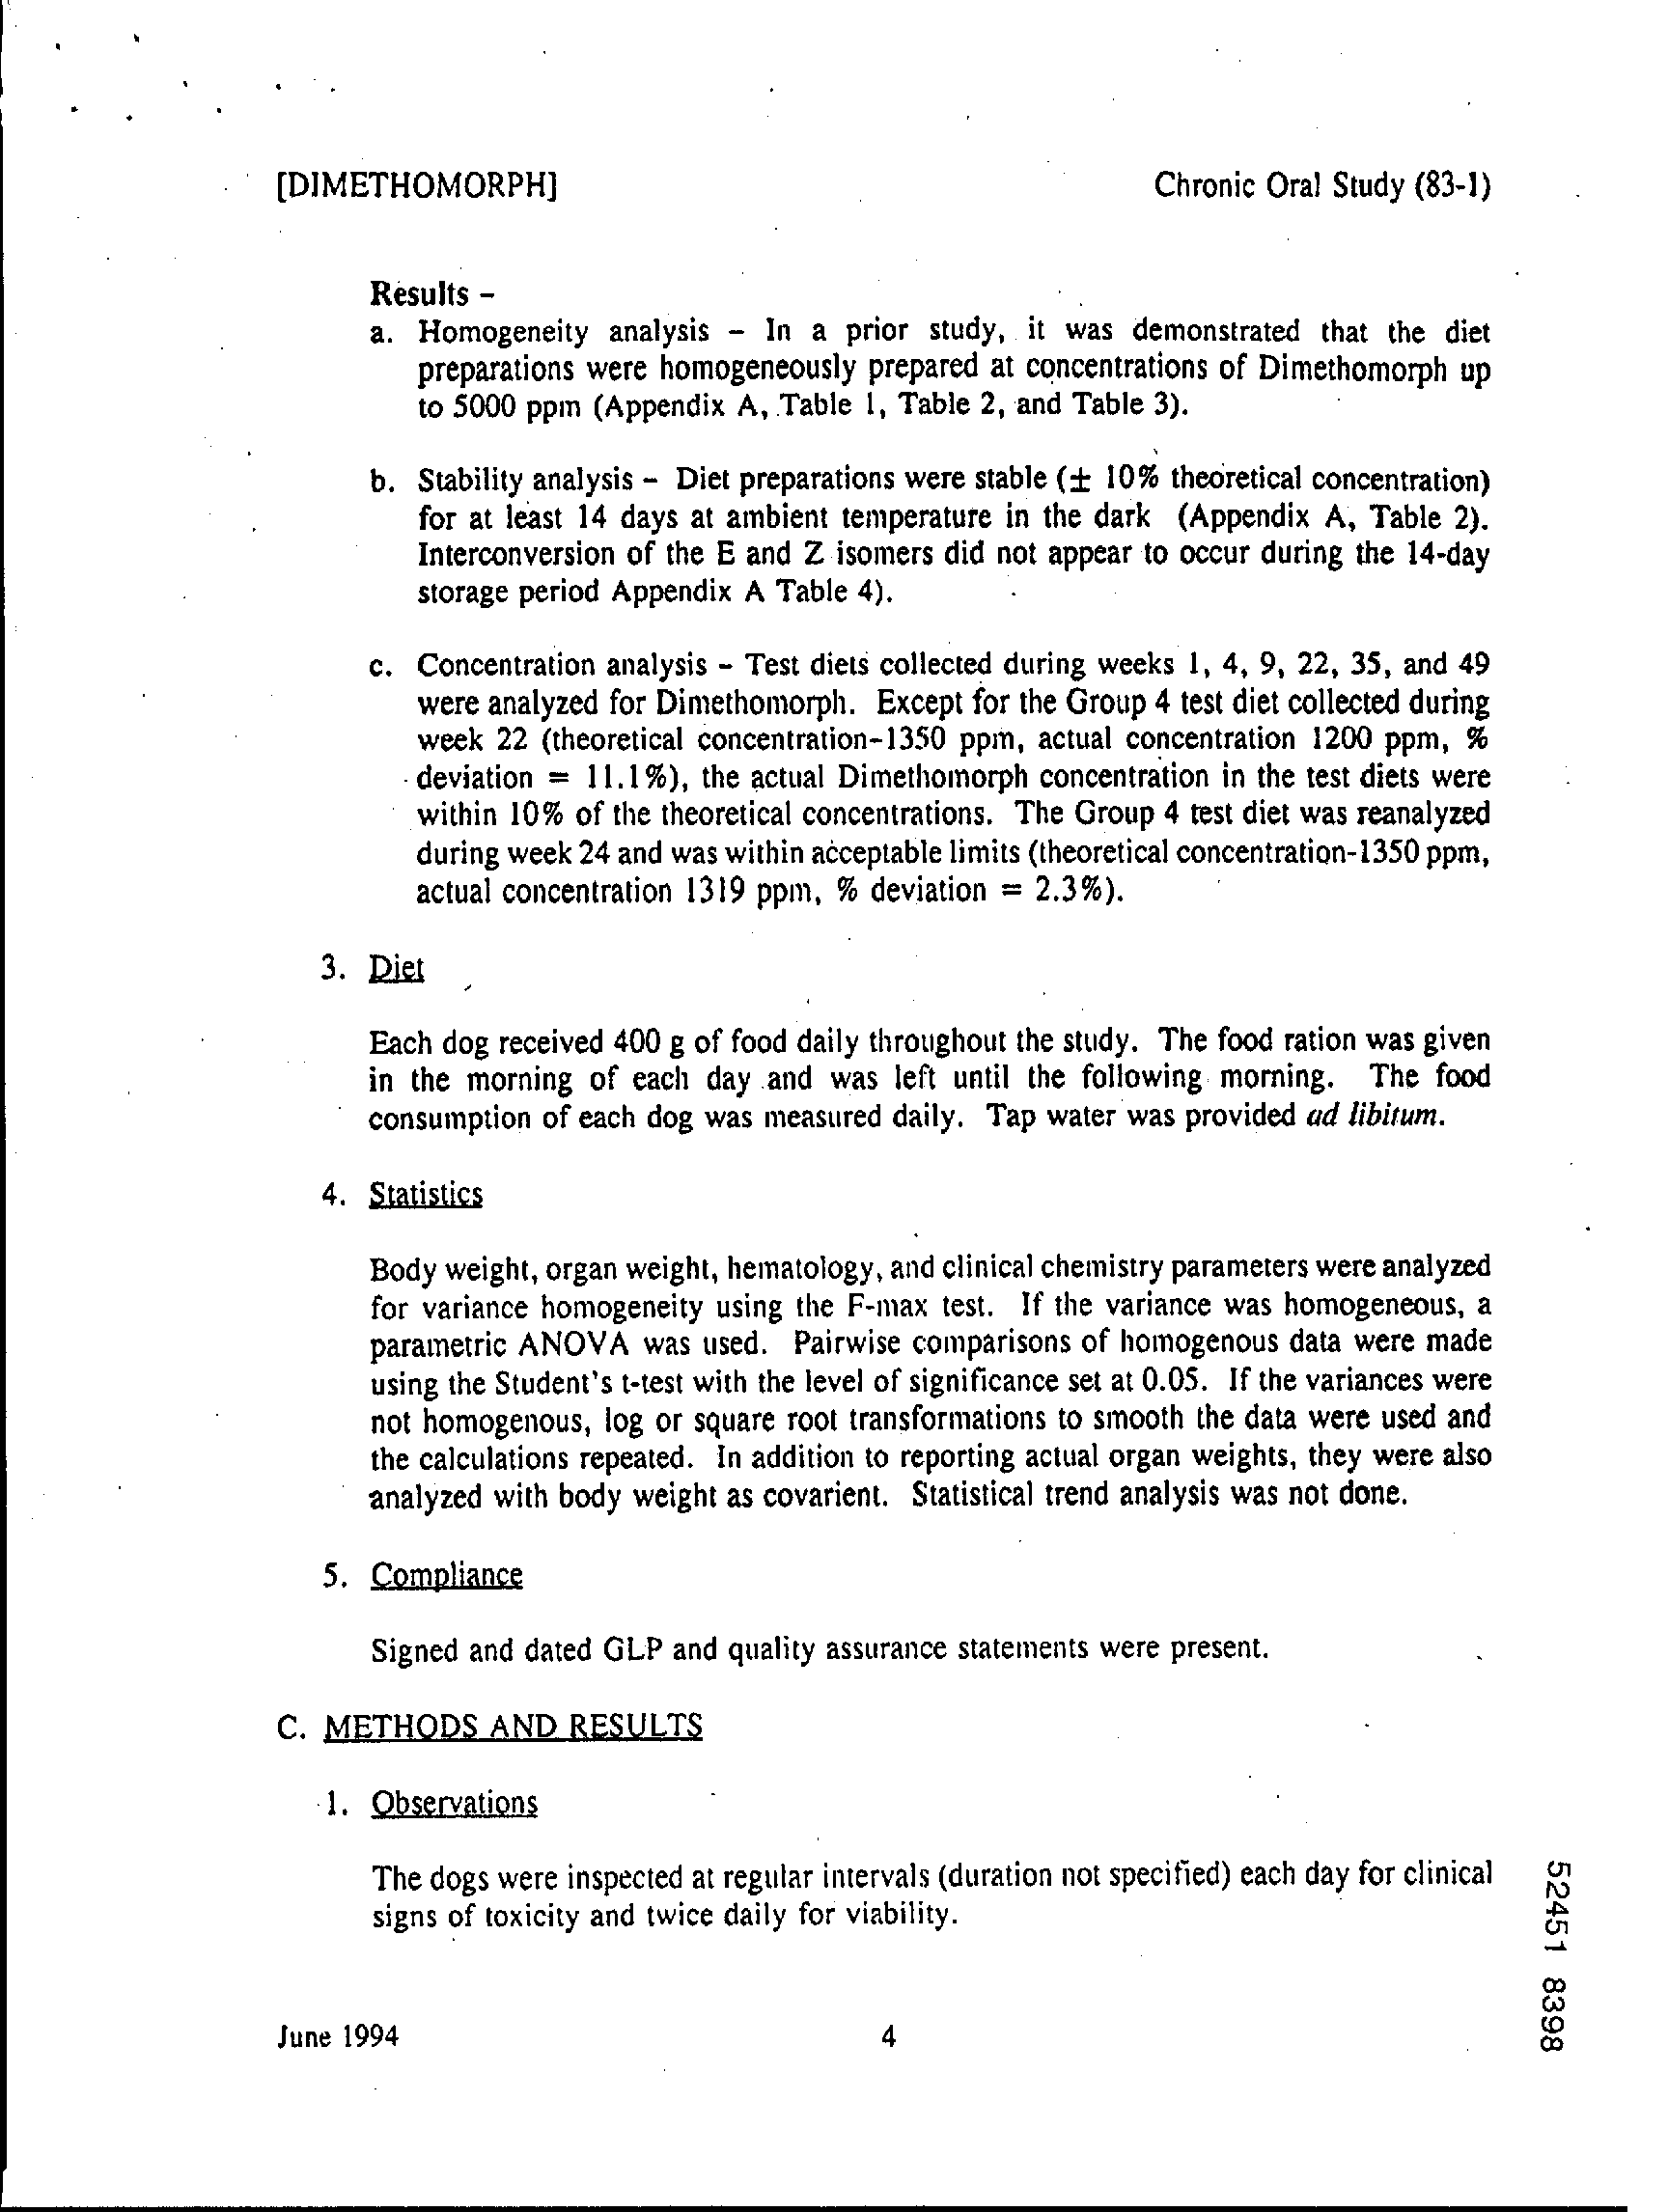 [DIMETHOMORPH] Chronic Oral Study (83-1)
Results -
a. Homogeneity analysis - In a prior study, it was demonstrated that the diet
preparations were homogeneously prepared at concentrations of Dimethomorph up
to 5000 ppm (Appendix A, Table 1, Table 2, and Table 3).
b. Stability analysis - Diet preparations were stable (± 10% theoretical concentration)
for at least 14 days at ambient temperature in the dark (Appendix A, Table 2).
Interconversion of the E and Z isomers did not appear to occur during the 14-day
storage period Appendix A Table 4).
c. Concentration analysis - Test diets collected during weeks 1, 4, 9, 22, 35, and 49
were analyzed for Dimethomorph. Except for the Group 4 test diet collected during
week 22 (theoretical concentration-1350 ppm, actual concentration 1200 ppm, %
deviation = 11.1%), the actual Dimethomorph concentration in the test diets were
within 10% of the theoretical concentrations. The Group 4 test diet was reanalyzed
during week 24 and was within acceptable limits (theoretical concentration-1350 ppm,
actual concentration 1319 ppm, % deviation = 2.3%).
3. Diet
Each dog received 400 g of food daily throughout the study. The food ration was given
in the morning of each day and was left until the following morning. The food
consumption of each dog was measured daily. Tap water was provided ad libitum.
4. Statistics
Body weight, organ weight, hematology, and clinical chemistry parameters were analyzed
for variance homogeneity using the F-max test. If the variance was homogeneous, a
parametric ANOVA was used. Pairwise comparisons of homogenous data were made
using the Student's t-test with the level of significance set at 0.05. If the variances were
not homogenous, log or square root transformations to smooth the data were used and
the calculations repeated. In addition to reporting actual organ weights, they were also
analyzed with body weight as covarient. Statistical trend analysis was not done.
5. Compliance
Signed and dated GLP and quality assurance statements were present.
C. METHODS AND RESULTS
1. Observations
The dogs were inspected at regular intervals (duration not specified) each day for clinical
signs of toxicity and twice daily for viability.
June 1994 4
52451 8398